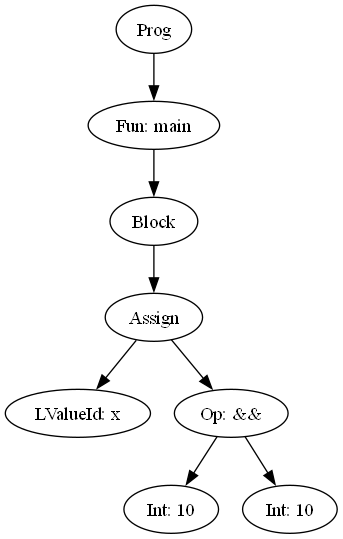 Prog
Fun: main
Block
Assign
LValueId: x
Op: &&
Int: 10
Int: 10